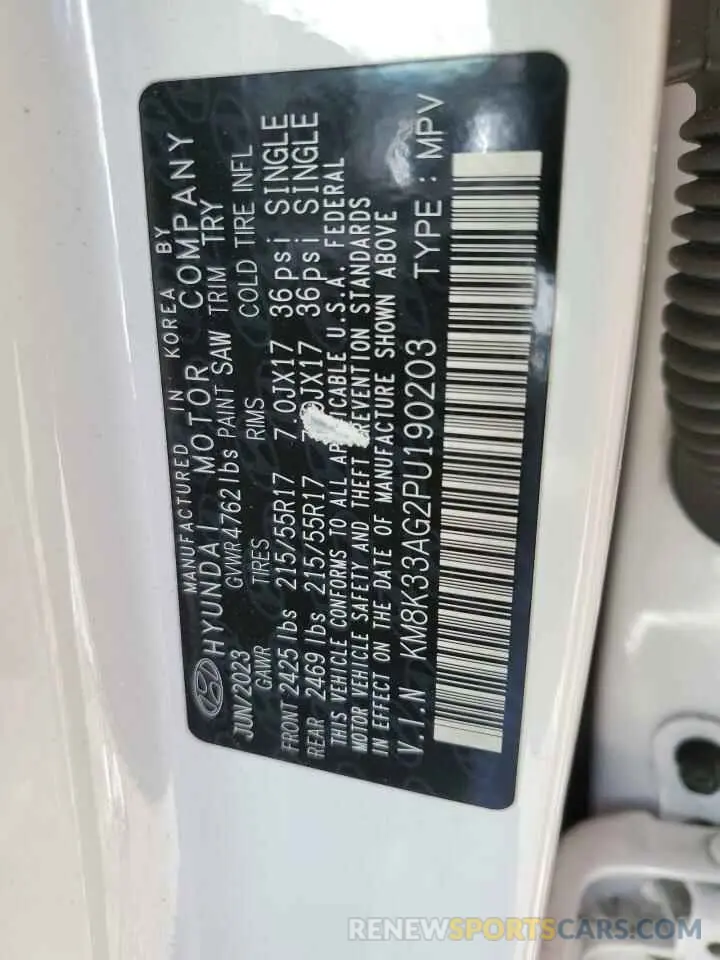 MANUFACTURED IN KOREA BY
HYUNDAI MOTOR COMPANY
JUN/2023 GVWR 4762 lbs PAINT SAW TRIM TRY
GAWR TIRES RIMS COLD TIRE INFL
FRONT 2425 lbs 215/55R17 7.0JX17 36psi SINGLE
REAR 2469 lbs 215/55R17 JX17 36psi SINGLE
THIS VEHICLE CONFORMS TO ALL U.S.A. FEDERAL
MOTOR VEHICLE SAFETY AND THEFT PREVENTION STANDARDS
IN EFFECT ON THE DATE OF MANUFACTURE SHOWN ABOVE
V.I.N KM8K33AG2PU190203 TYPE : MPV
RENEWSPORTSCARS.COM